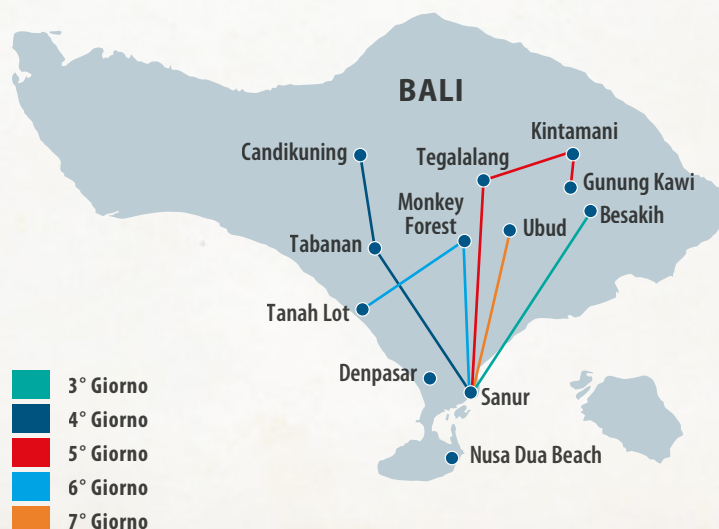 BALI
Kintamani
Candikuning
Tegalalang
Gunung Kawi
Monkey
Forest
Besakih
Ubud
Tabanan
Tanah Lot
Denpasar
Sanur
Nusa Dua Beach
3° Giorno
4° Giorno
5° Giorno
6° Giorno
7° Giorno